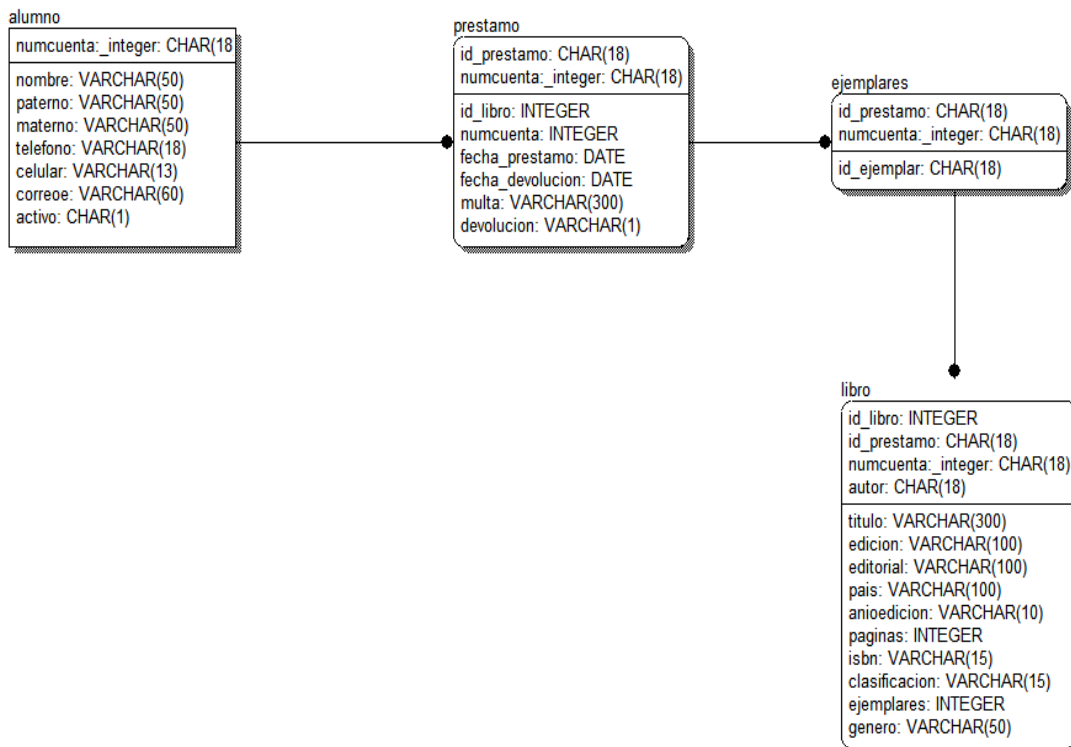 alumno
numcuenta:_integer: CHAR(18
nombre: VARCHAR(50)
paterno: VARCHAR(50)
materno: VARCHAR(50)
telefono: VARCHAR(18)
celular: VARCHAR(13)
correoe: VARCHAR(60)
activo: CHAR(1)
prestamo
id_prestamo: CHAR(18)
numcuenta:_integer: CHAR(18)
id_libro: INTEGER
numcuenta: INTEGER
fecha_prestamo: DATE
fecha_devolucion: DATE
multa: VARCHAR(300)
devolucion: VARCHAR(1)
ejemplares
id_prestamo: CHAR(18)
numcuenta:_integer: CHAR(18)
id_ejemplar: CHAR(18)
libro
id_libro: INTEGER
id_prestamo: CHAR(18)
numcuenta:_integer: CHAR(18)
autor: CHAR(18)
titulo: VARCHAR(300)
edicion: VARCHAR(100)
editorial: VARCHAR(100)
pais: VARCHAR(100)
anioedicion: VARCHAR(10)
paginas: INTEGER
isbn: VARCHAR(15)
clasificacion: VARCHAR(15)
ejemplares: INTEGER
genero: VARCHAR(50)